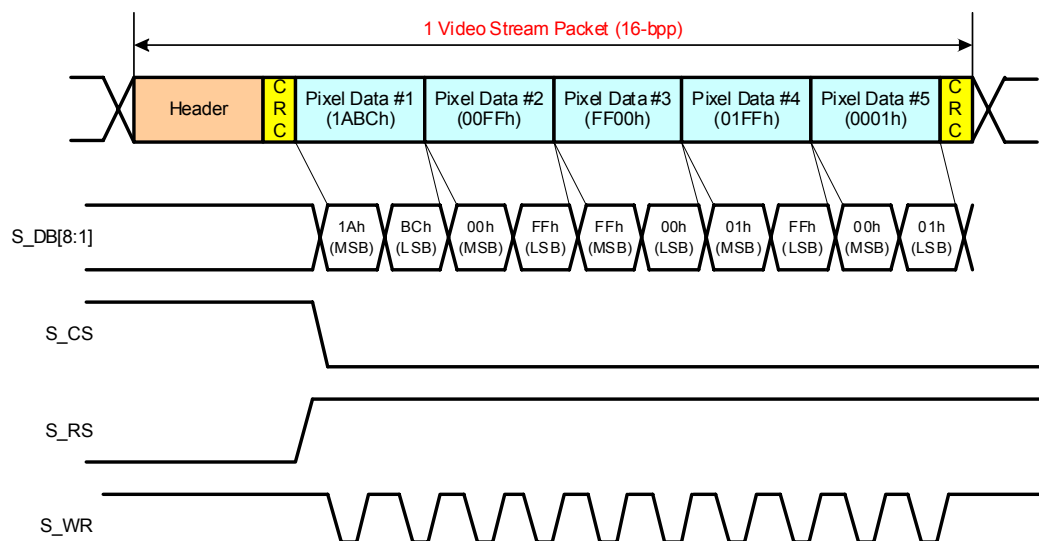 1 Video Stream Packet (16-bpp)
Header
C
R
C
Pixel Data #1
(1ABCh)
Pixel Data #2
(00FFh)
Pixel Data #3
(FF00h)
Pixel Data #4
(01FFh)
Pixel Data #5
(0001h)
C
R
C
S_DB[8:1]
1Ah
(MSB)
BCh
(LSB)
00h
(MSB)
FFh
(LSB)
FFh
(MSB)
00h
(LSB)
01h
(MSB)
FFh
(LSB)
00h
(MSB)
01h
(LSB)
S_CS
S_RS
S_WR